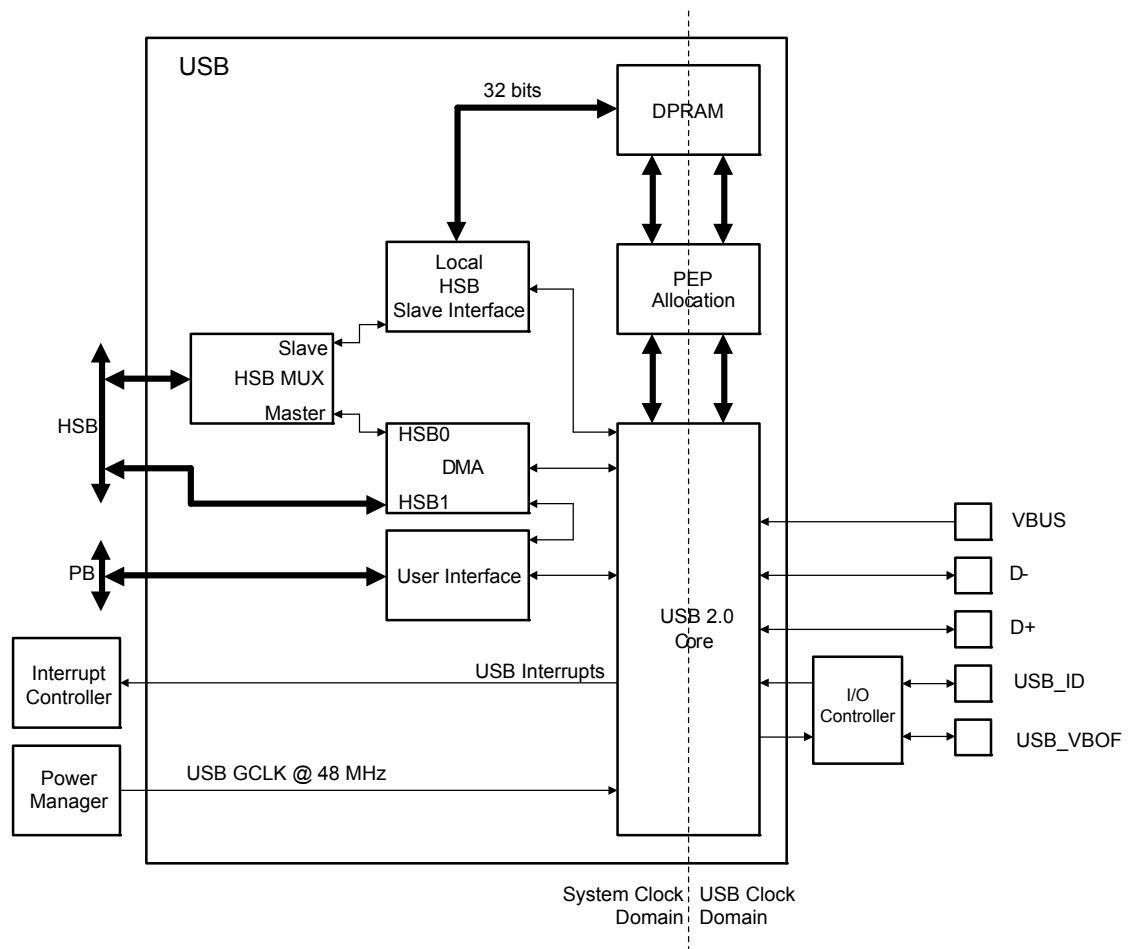 USB
32 bits
DPRAM
Local
HSB
Slave Interface
PEP
Allocation
Slave
HSB MUX
Master
HSB
HSB0
DMA
HSB1
PB
User Interface
USB 2.0
Core
VBUS
D-
D+
USB_ID
USB_VBOF
I/O
Controller
Interrupt
Controller
USB Interrupts
Power
Manager
USB GCLK @ 48 MHz
System Clock
Domain
USB Clock
Domain